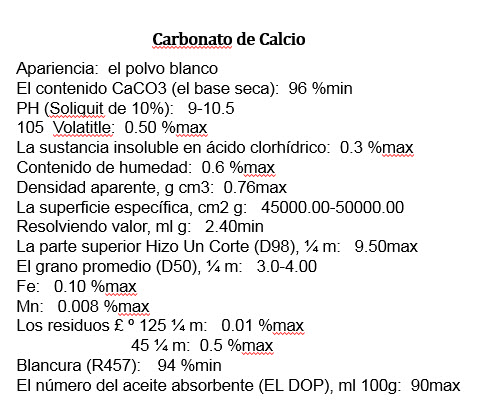 Carbonato de Calcio
Apariencia: el polvo blanco
El contenido CaCO3 (el base seca): 96 %min
PH (Soliquit de 10%): 9-10.5
105 Volatitle: 0.50 %max
La sustancia insoluble en ácido clorhídrico: 0.3 %max
Contenido de humedad: 0.6 %max
Densidad aparente, g cm3: 0.76max
La superficie específica, cm2 g: 45000.00-50000.00
Resolviendo valor, ml g: 2.40min
La parte superior Hizo Un Corte (D98), ¼ m: 9.50max
El grano promedio (D50), ¼ m: 3.0-4.00
Fe: 0.10 %max
Mn: 0.008 %max
Los residuos £ º 125 ¼ m: 0.01 %max
45 ¼ m: 0.5 %max
Blancura (R457): 94 %min
El número del aceite absorbente (EL DOP), ml 100g: 90max